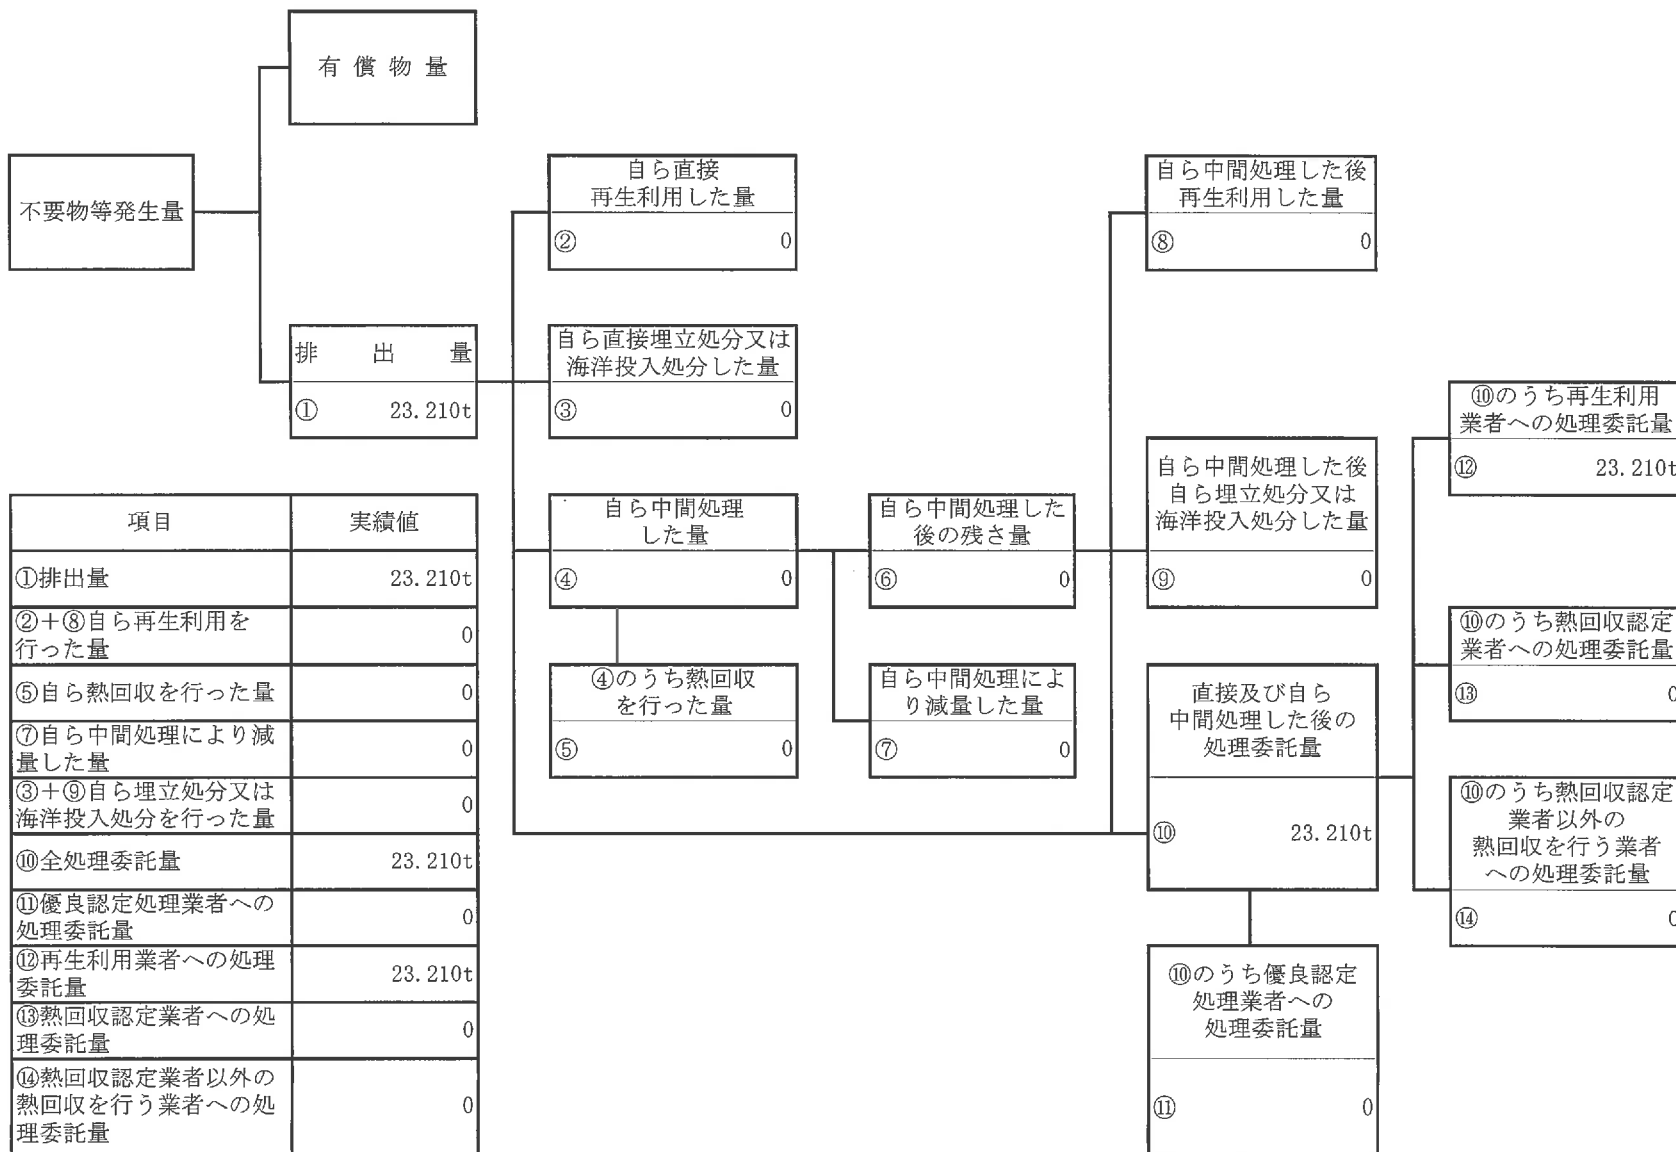 有償物量
不要物等発生量
排出量
① 23.210t
自ら直接
再生利用した量
② 0
自ら直接埋立処分又は
海洋投入処分した量
③ 0
自ら中間処理
した量
④ 0
④のうち熱回収
を行った量
⑤ 0
自ら中間処理した
後の残さ量
⑥ 0
自ら中間処理によ
り減量した量
⑦ 0
自ら中間処理した後
再生利用した量
⑧ 0
自ら中間処理した後
自ら埋立処分又は
海洋投入処分した量
⑨ 0
直接及び自ら
中間処理した後の
処理委託量
⑩ 23.210t
⑩のうち優良認定
処理業者への
処理委託量
⑪ 0
⑩のうち再生利用
業者への処理委託量
⑫ 23.210t
⑩のうち熱回収認定
業者への処理委託量
⑬ 0
⑩のうち熱回収認定
業者以外の
熱回収を行う業者
への処理委託量
⑭ 0
項目 実績値
①排出量 23.210t
②+⑧自ら再生利用を
行った量 0
⑤自ら熱回収を行った量 0
⑦自ら中間処理により減
量した量 0
③+⑨自ら埋立処分又は
海洋投入処分を行った量 0
⑩全処理委託量 23.210t
⑪優良認定処理業者への
処理委託量 0
⑫再生利用業者への処理
委託量 23.210t
⑬熱回収認定業者への処
理委託量 0
⑭熱回収認定業者以外の
熱回収を行う業者への処
理委託量 0